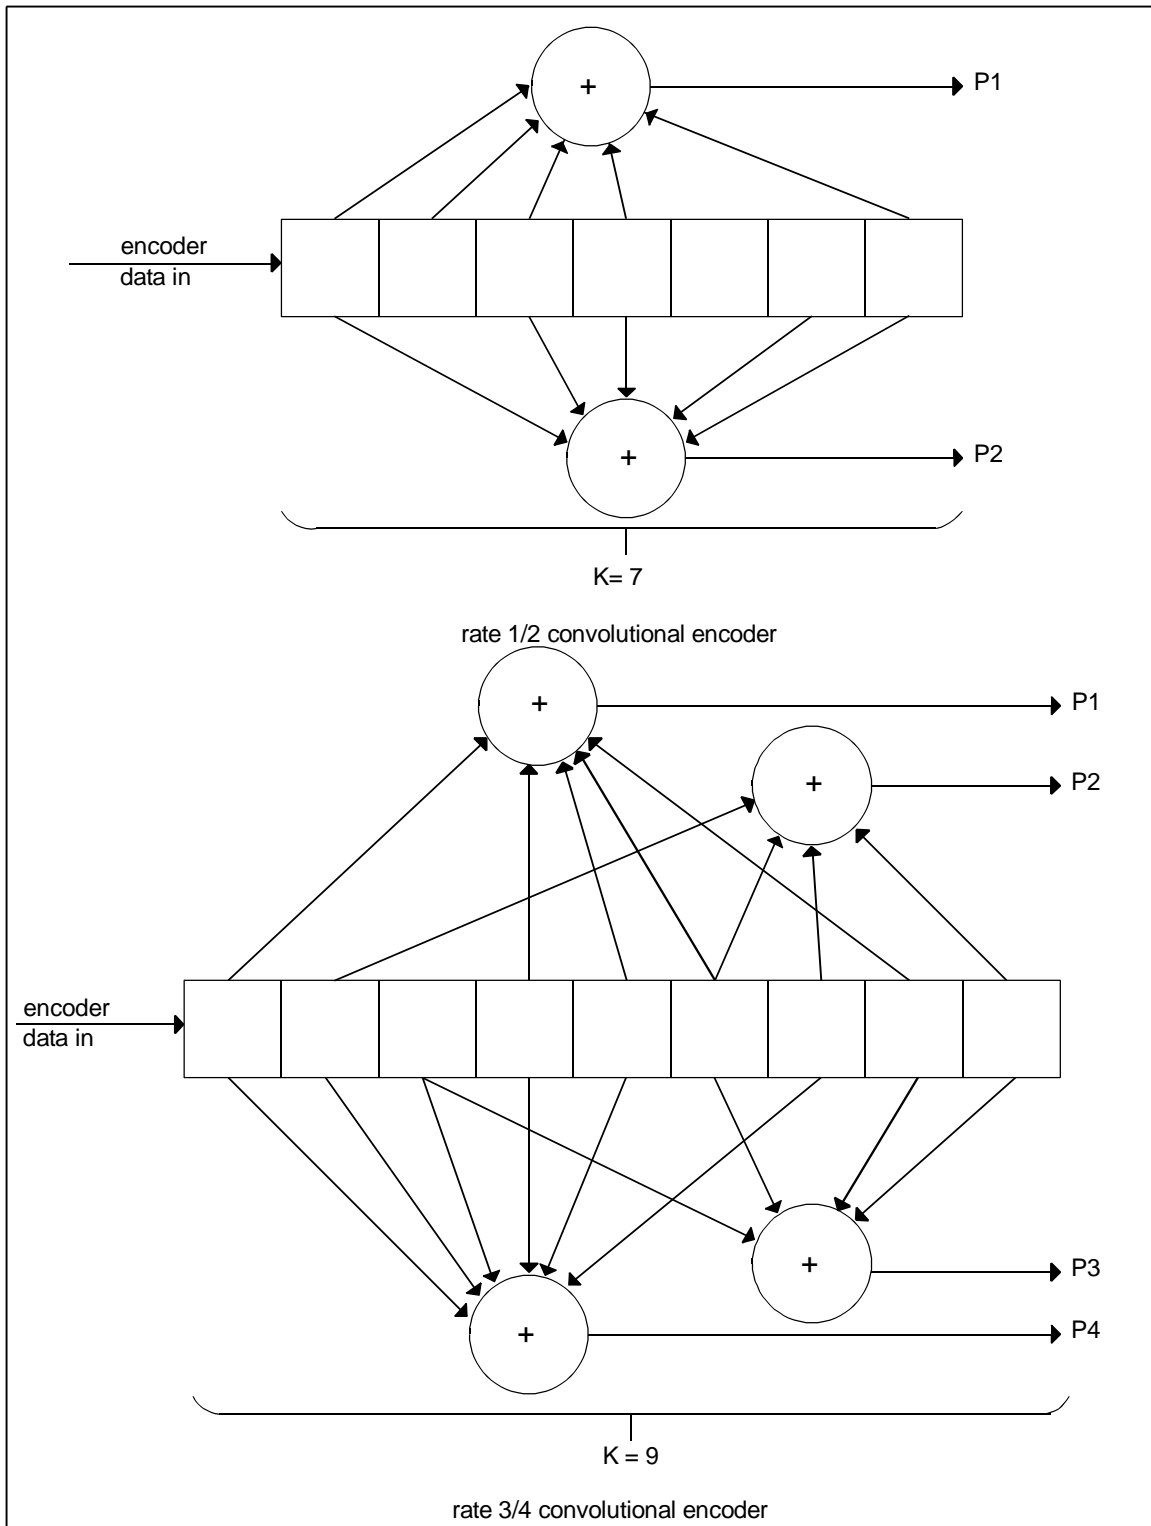 +
P1
encoder
data in
+
P2
K= 7
rate 1/2 convolutional encoder
+
P1
+
P2
encoder
data in
+
P3
+
P4
K = 9
rate 3/4 convolutional encoder